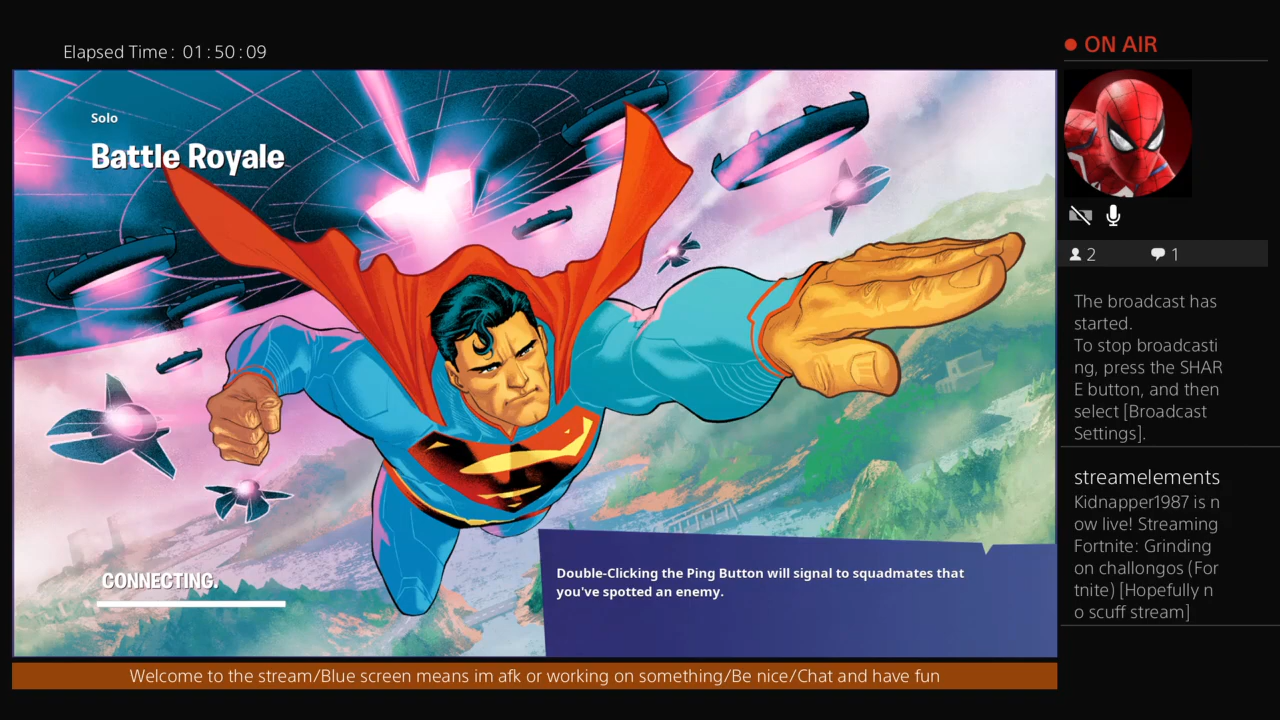 Elapsed Time: 01:50:09
ON AIR
Solo
Battle Royale
2
1
The broadcast has
started.
To stop broadcasti
ng, press the SHAR
E button, and then
select [Broadcast
Settings].
streamelements
Kidnapper1987 is n
ow live! Streaming
Fortnite: Grinding
on challongos (For
tnite) [Hopefully n
o scuff stream]
CONNECTING.
Double-Clicking the Ping Button will signal to squadmates that
you've spotted an enemy.
Welcome to the stream/Blue screen means im afk or working on something/Be nice/Chat and have fun